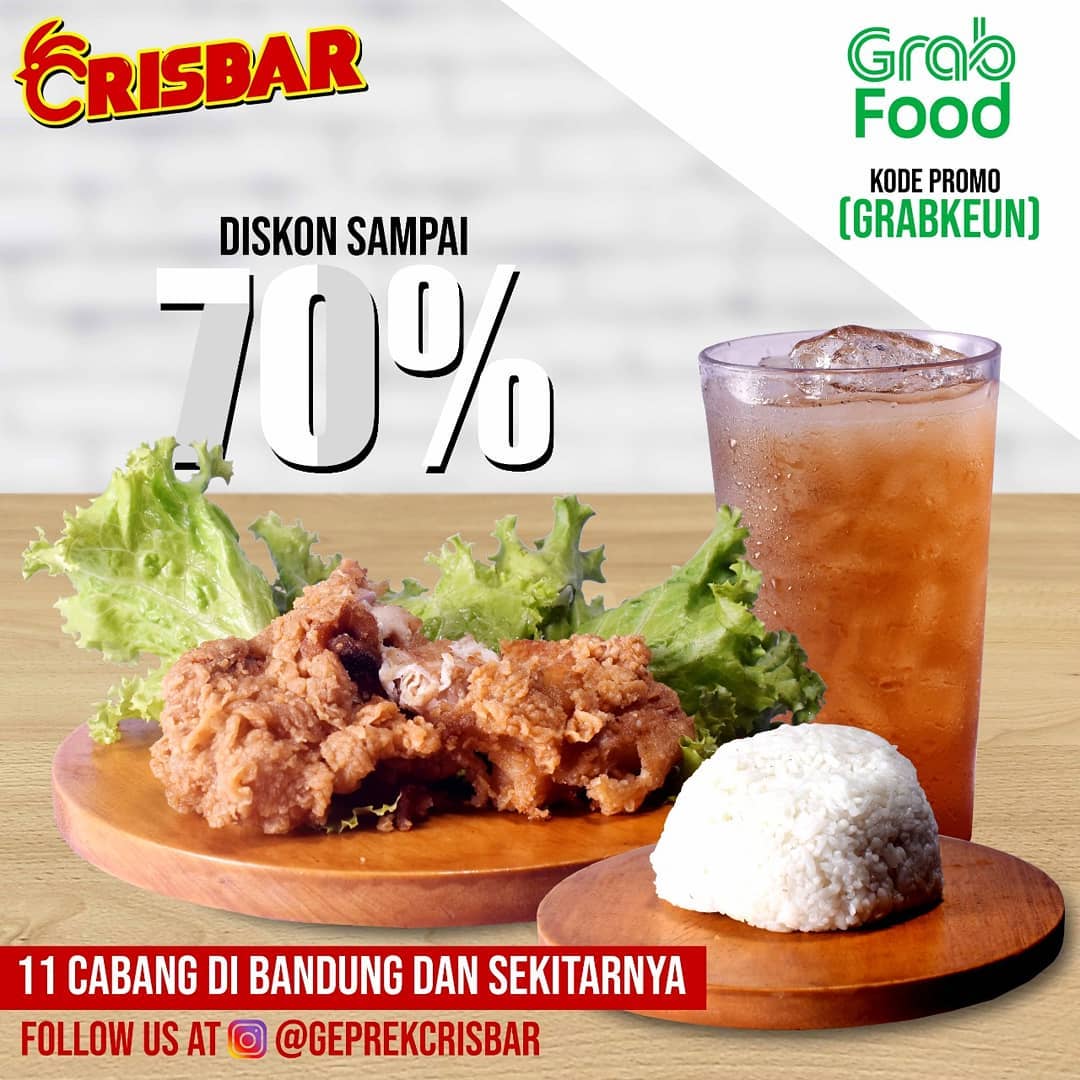 CRISBAR
Grab
Food
KODE PROMO
(GRABKEUN)
DISKON SAMPAI
70%
11 CABANG DI BANDUNG DAN SEKITARNYA
FOLLOW US AT @GEPREKCRISBAR